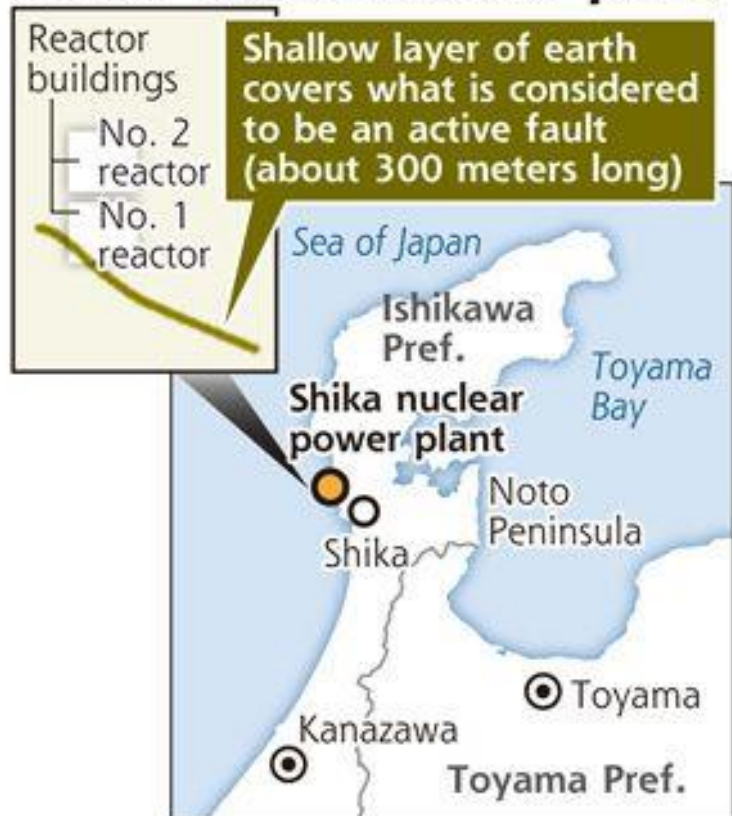 Reactor
buildings
No. 2
reactor
No. 1
reactor
Shallow layer of earth
covers what is considered
to be an active fault
(about 300 meters long)
Sea of Japan
Ishikawa
Pref.
Toyama
Bay
Shika nuclear
power plant
Noto
Peninsula
Shika
Toyama
Kanazawa
Toyama Pref.